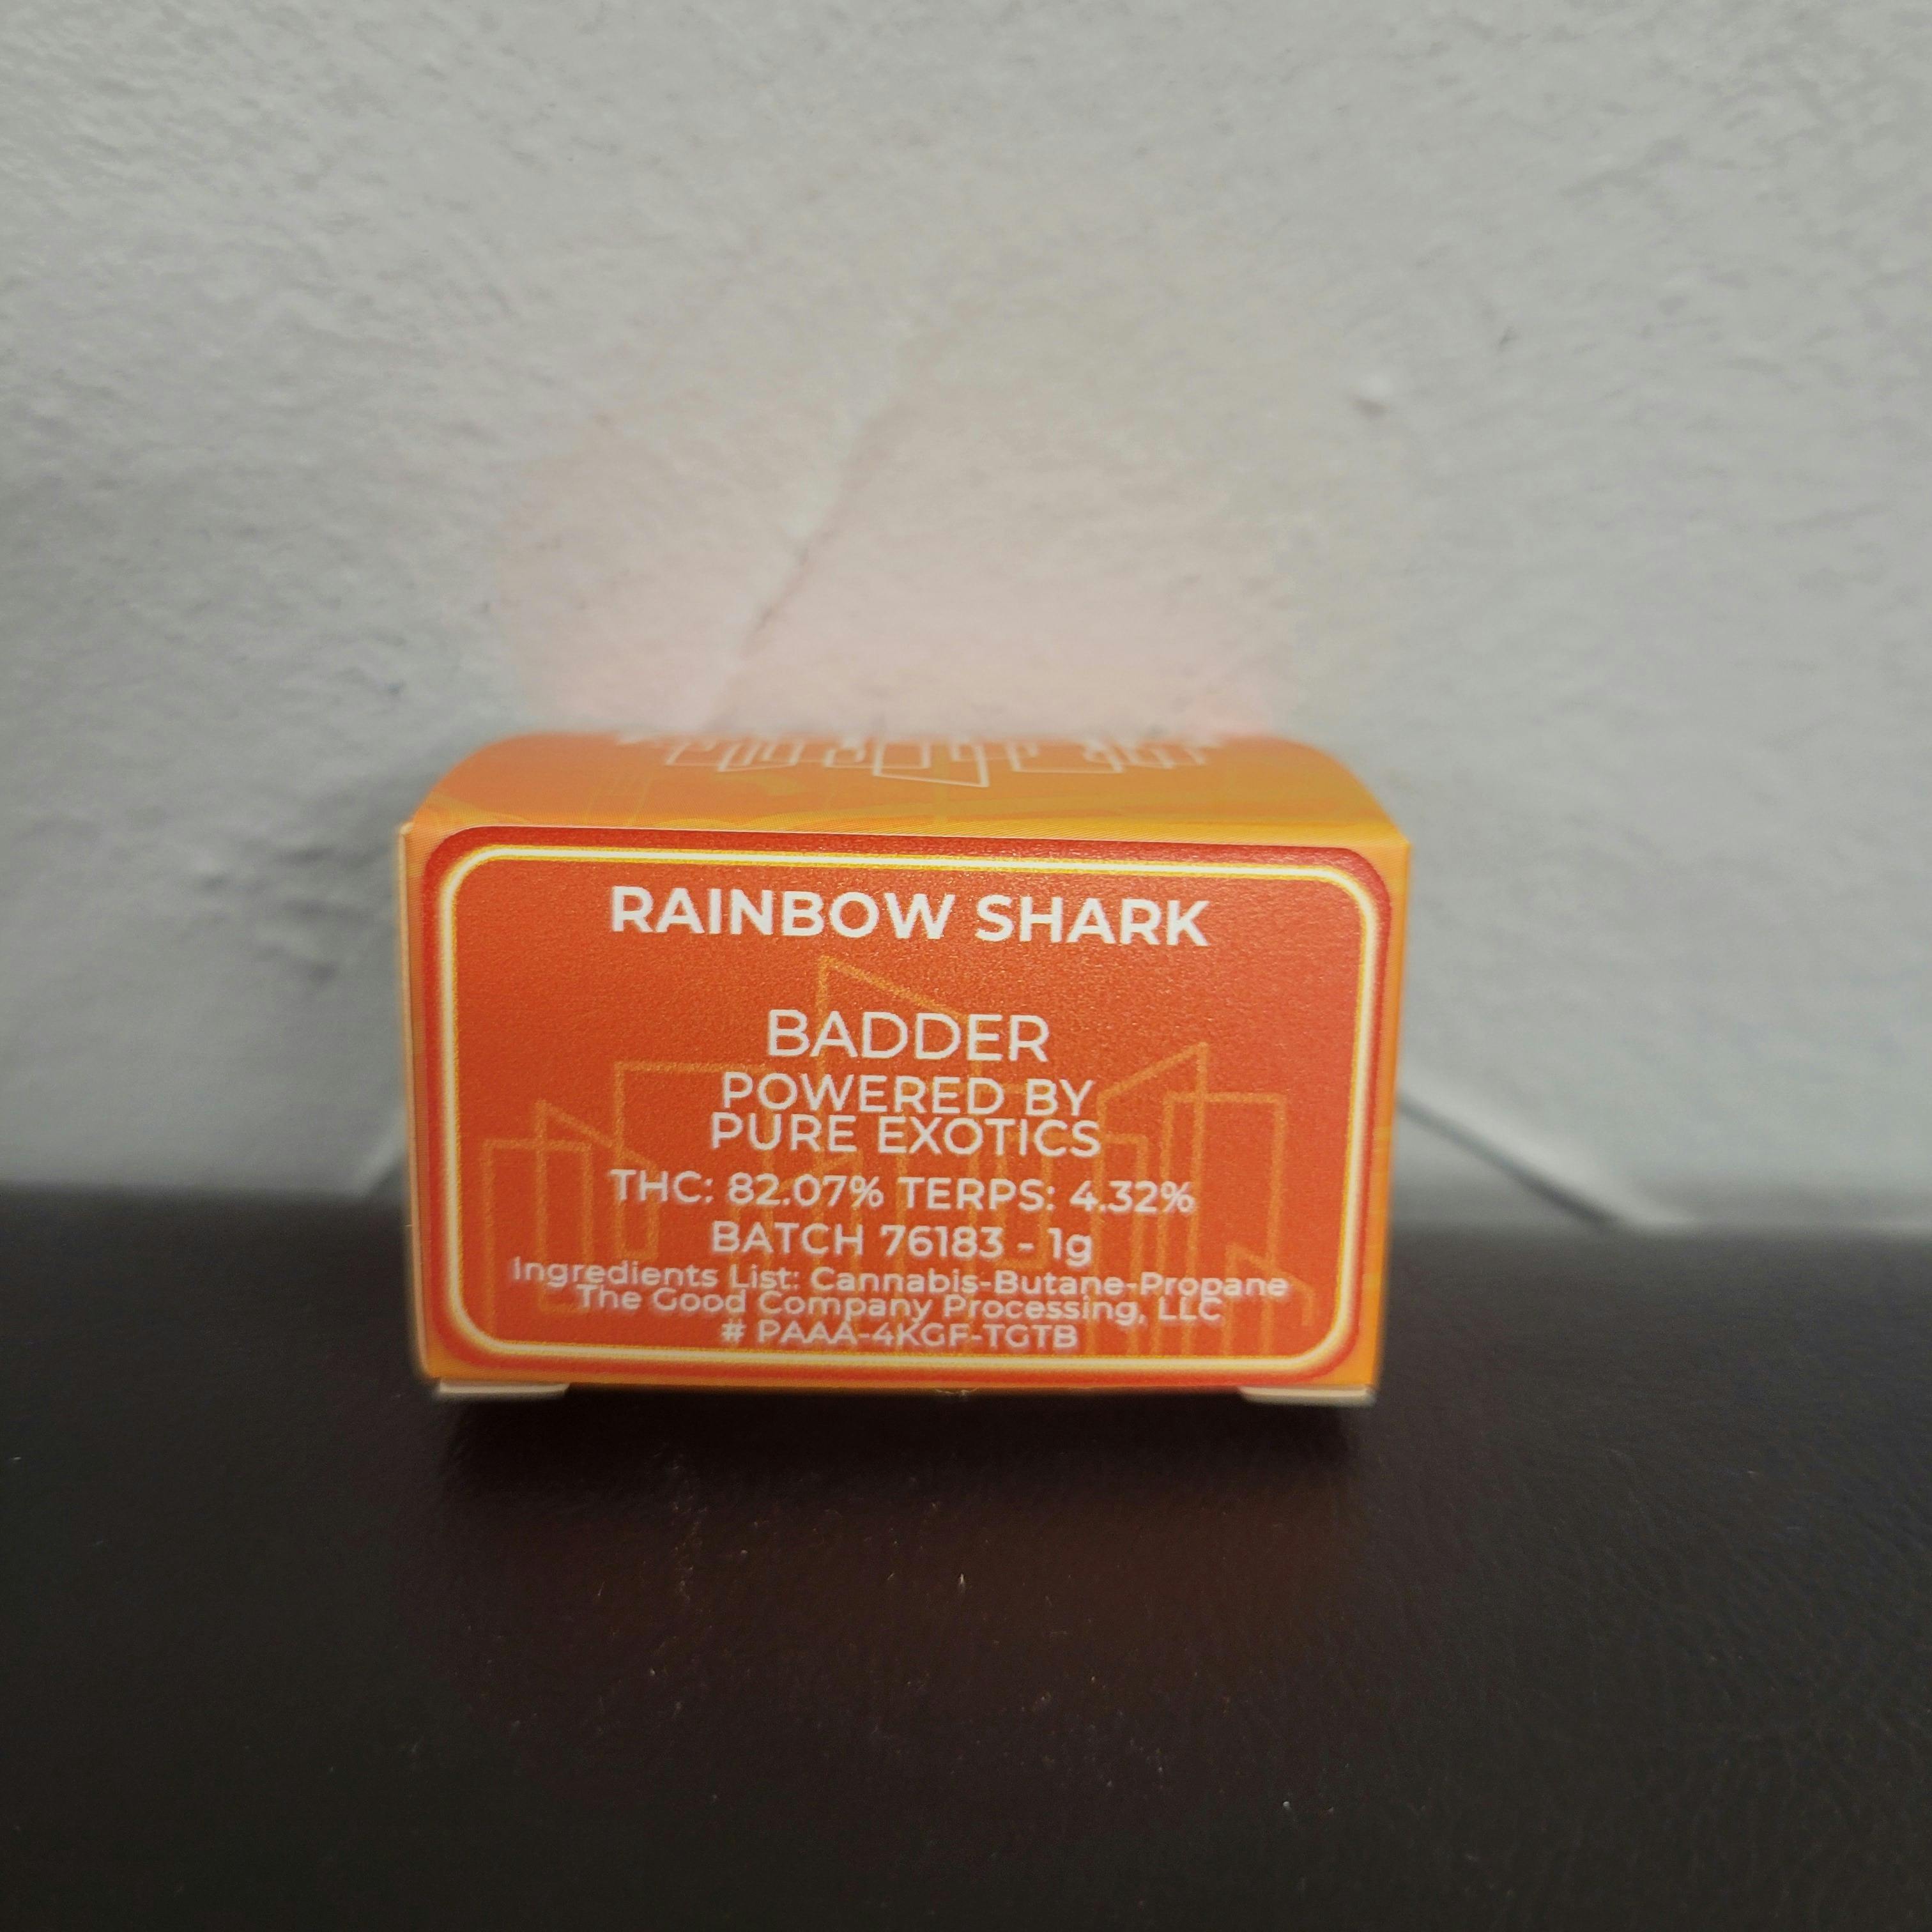 RAINBOW SHARK
BADDER
POWERED BY
PURE EXOTICS
THC: 82.07% TERPS: 4.32%
BATCH 76183 - 1g
Ingredients List: Cannabis-Butane-Propane
The Good Company Processing, LLC
# PAAA-4KGF-TGTB